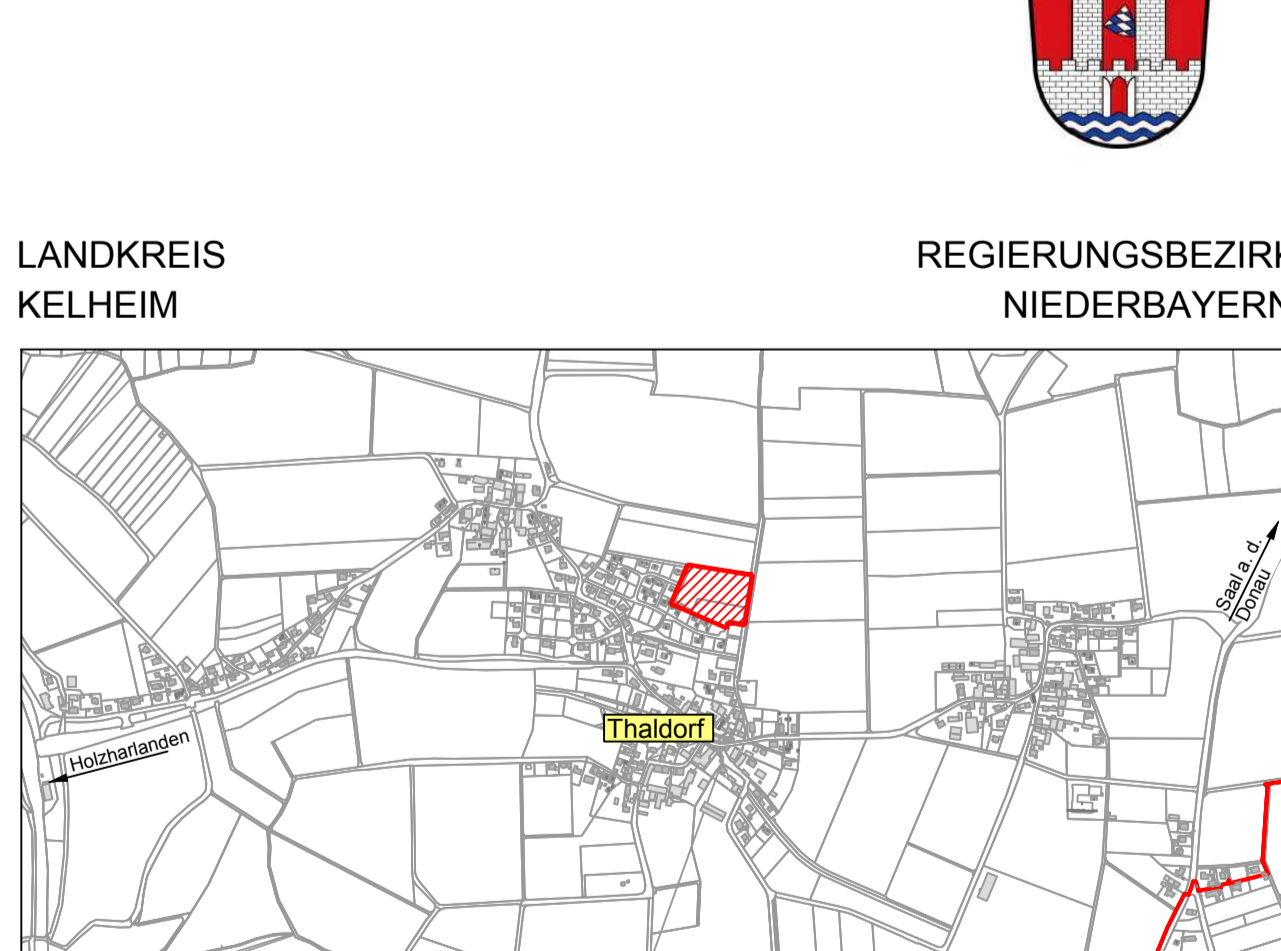 LANDKREIS
KELHEIM
REGIERUNGSBEZIRK
NIEDERBAYERN
Saal a. d.
Donau
Thaldorf
Holzharlanden